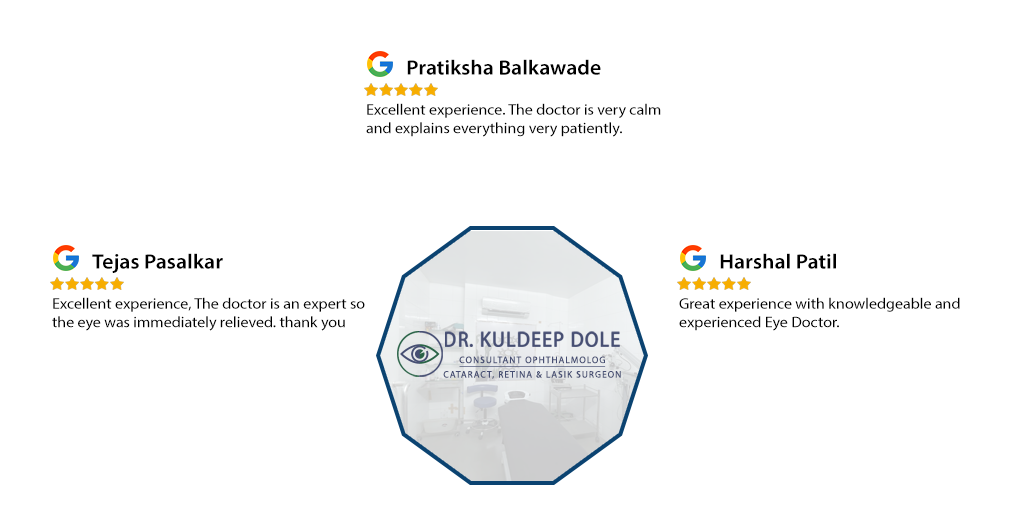 Pratiksha Balkawade
Excellent experience. The doctor is very calm
and explains everything very patiently.
Tejas Pasalkar
Excellent experience, The doctor is an expert so
the eye was immediately relieved. thank you
Harshal Patil
Great experience with knowledgeable and
experienced Eye Doctor.
DR. KULDEEP DOLE
CONSULTANT OPHTHALMOLOG
CATARACT, RETINA & LASIK SURGEON